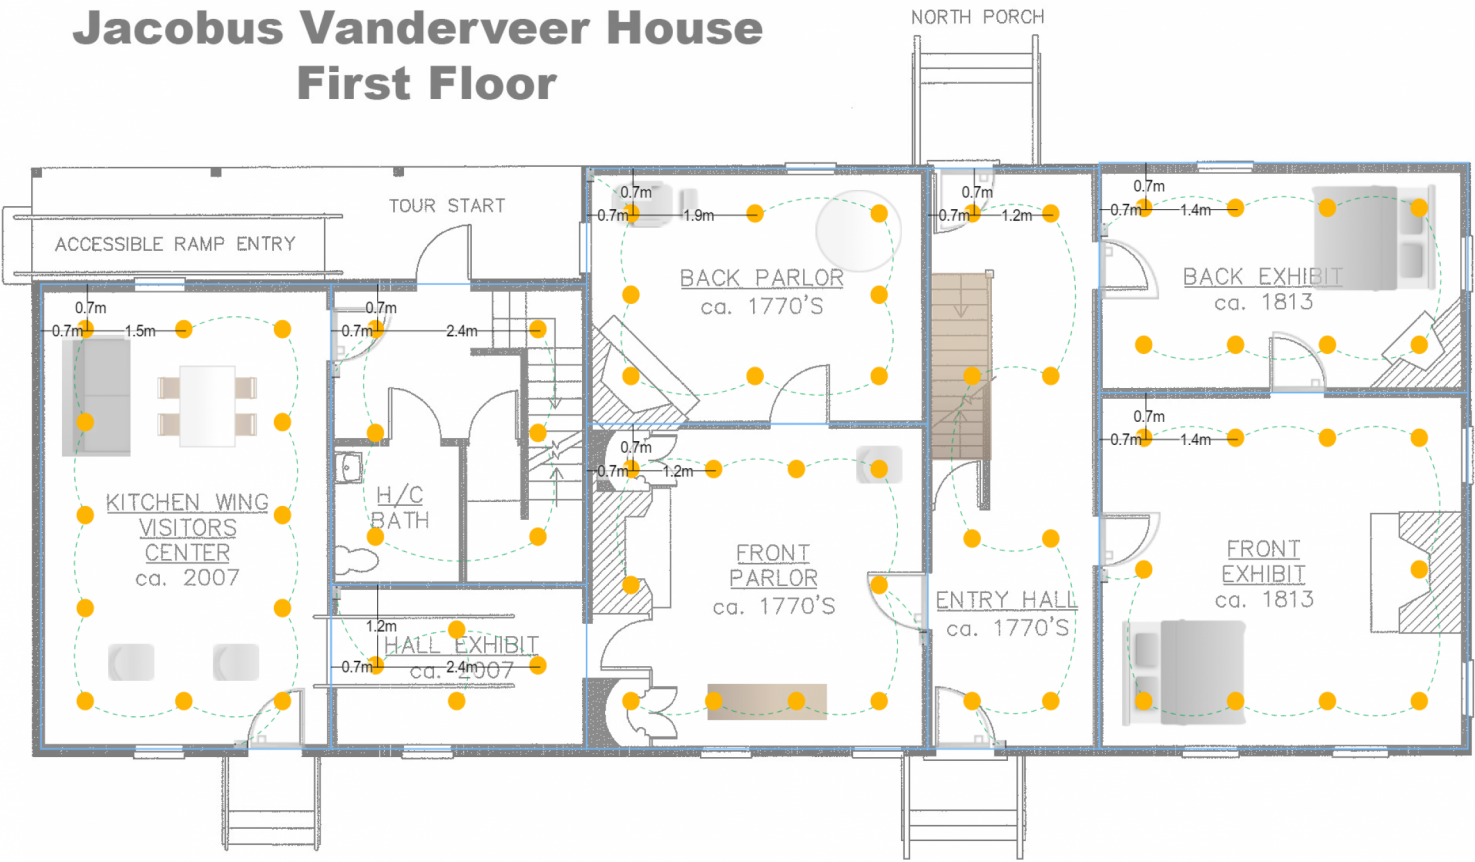 Jacobus Vanderveer House
First Floor
NORTH PORCH
TOUR START
ACCESSIBLE RAMP ENTRY
0.7m
0.7m
1.5m
KITCHEN WING
VISITORS
CENTER
ca. 2007
0.7m
0.7m
2.4m
H/C
BATH
1.2m
0.7m
2.4m
HALL EXHIBIT
ca. 2007
0.7m
0.7m
1.9m
BACK PARLOR
ca. 1770'S
0.7m
0.7m
1.2m
FRONT
PARLOR
ca. 1770'S
0.7m
0.7m
1.2m
ENTRY HALL
ca. 1770'S
0.7m
0.7m
1.4m
BACK EXHIBIT
ca. 1813
0.7m
0.7m
1.4m
FRONT
EXHIBIT
ca. 1813